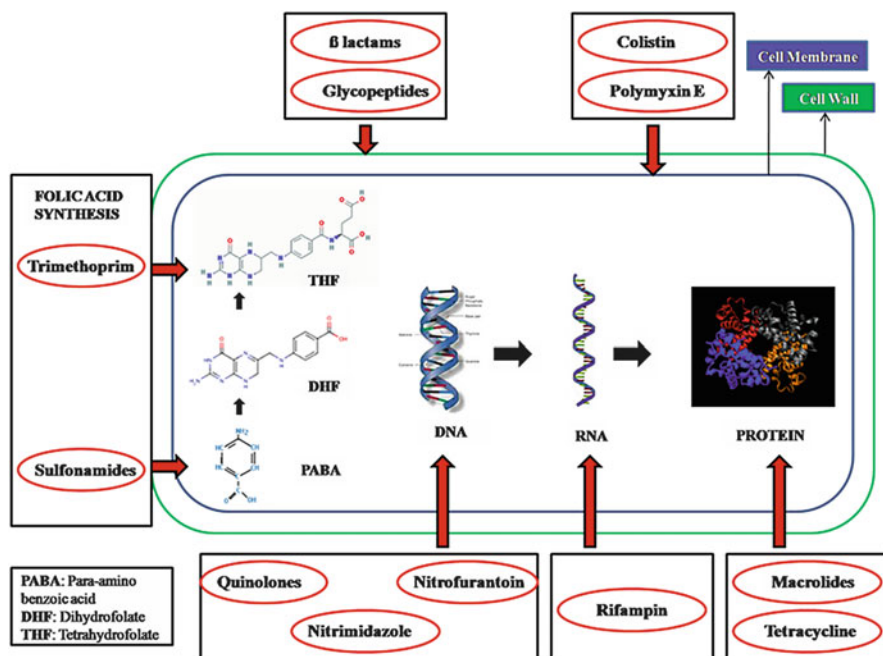 ß lactams
Glycopeptides
Colistin
Polymyxin E
Cell Membrane
Cell Wall
FOLIC ACID
SYNTHESIS
Trimethoprim
Sulfonamides
THF
DHF
PABA
DNA
RNA
PROTEIN
PABA: Para-amino
benzoic acid
DHF: Dihydrofolate
THF: Tetrahydrofolate
Quinolones
Nitrofurantoin
Nitrimidazole
Rifampin
Macrolides
Tetracycline